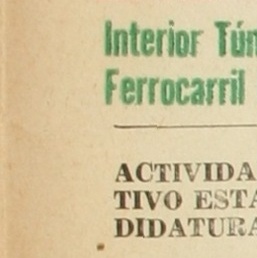 Interior Tún
Ferrocarril
ACTIVIDA
TIVO ESTA
DIDATURA